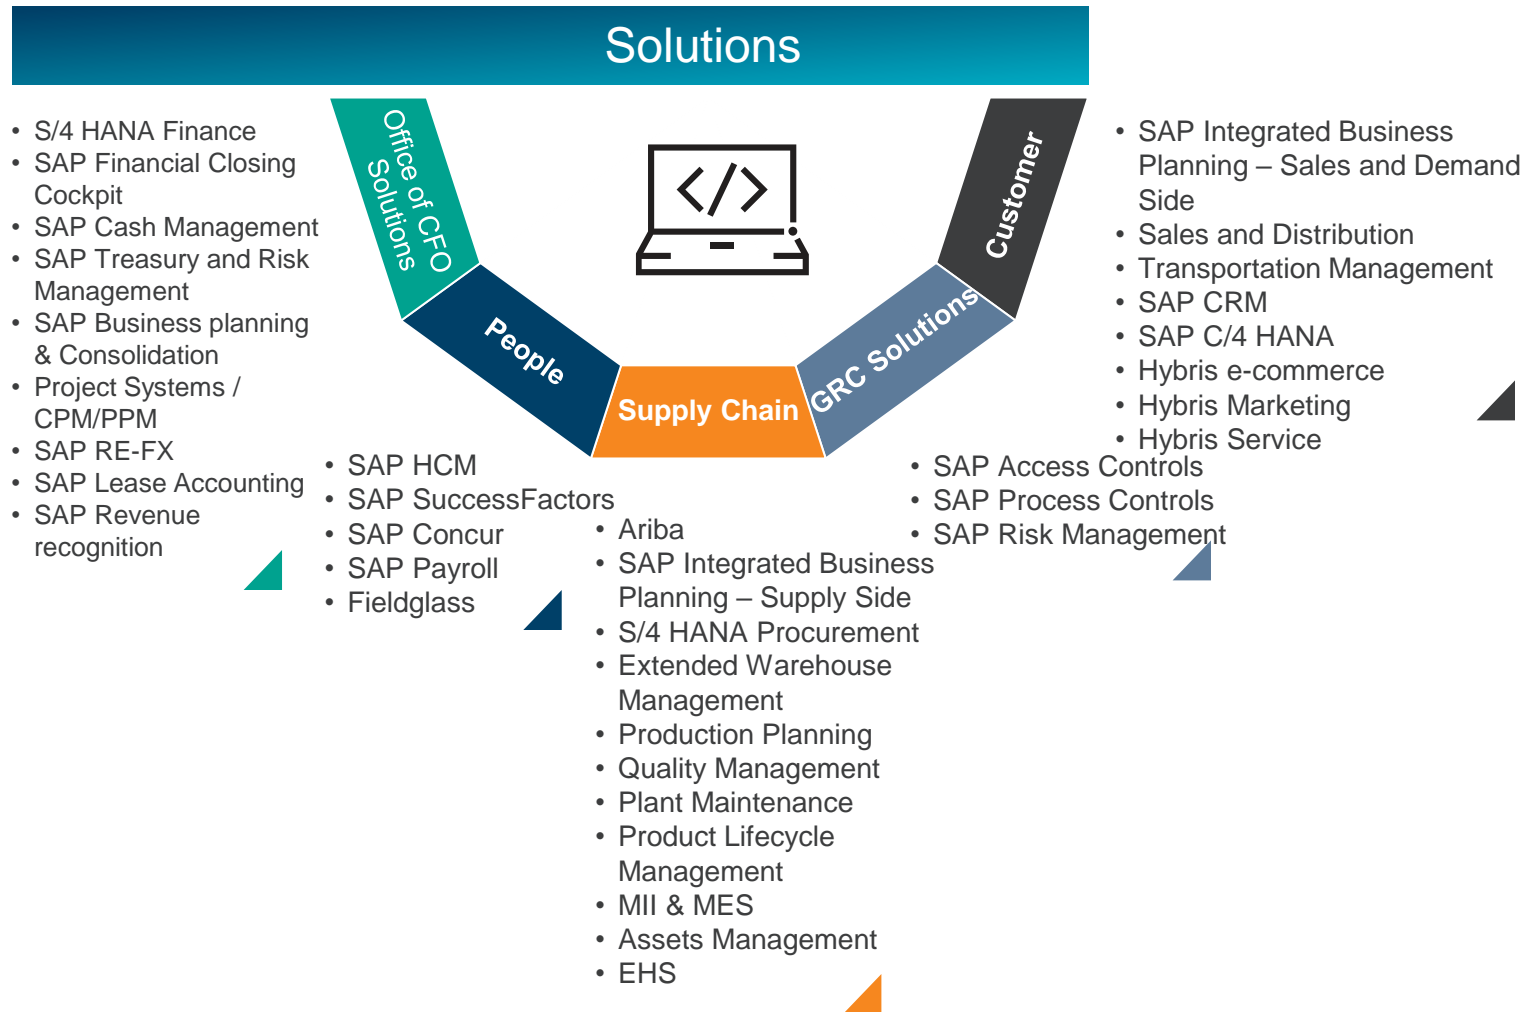 Solutions
Office of CFO
Solutions
People
Supply Chain
GRC Solutions
Customer
</>
• S/4 HANA Finance
• SAP Financial Closing
Cockpit
• SAP Cash Management
• SAP Treasury and Risk
Management
• SAP Business planning
& Consolidation
• Project Systems /
CPM/PPM
• SAP RE-FX
• SAP Lease Accounting
• SAP Revenue
recognition
• SAP HCM
• SAP SuccessFactors
• SAP Concur
• SAP Payroll
• Fieldglass
• Ariba
• SAP Integrated Business
Planning – Supply Side
• S/4 HANA Procurement
• Extended Warehouse
Management
• Production Planning
• Quality Management
• Plant Maintenance
• Product Lifecycle
Management
• MII & MES
• Assets Management
• EHS
• SAP Access Controls
• SAP Process Controls
• SAP Risk Management
• SAP Integrated Business
Planning – Sales and Demand
Side
• Sales and Distribution
• Transportation Management
• SAP CRM
• SAP C/4 HANA
• Hybris e-commerce
• Hybris Marketing
• Hybris Service